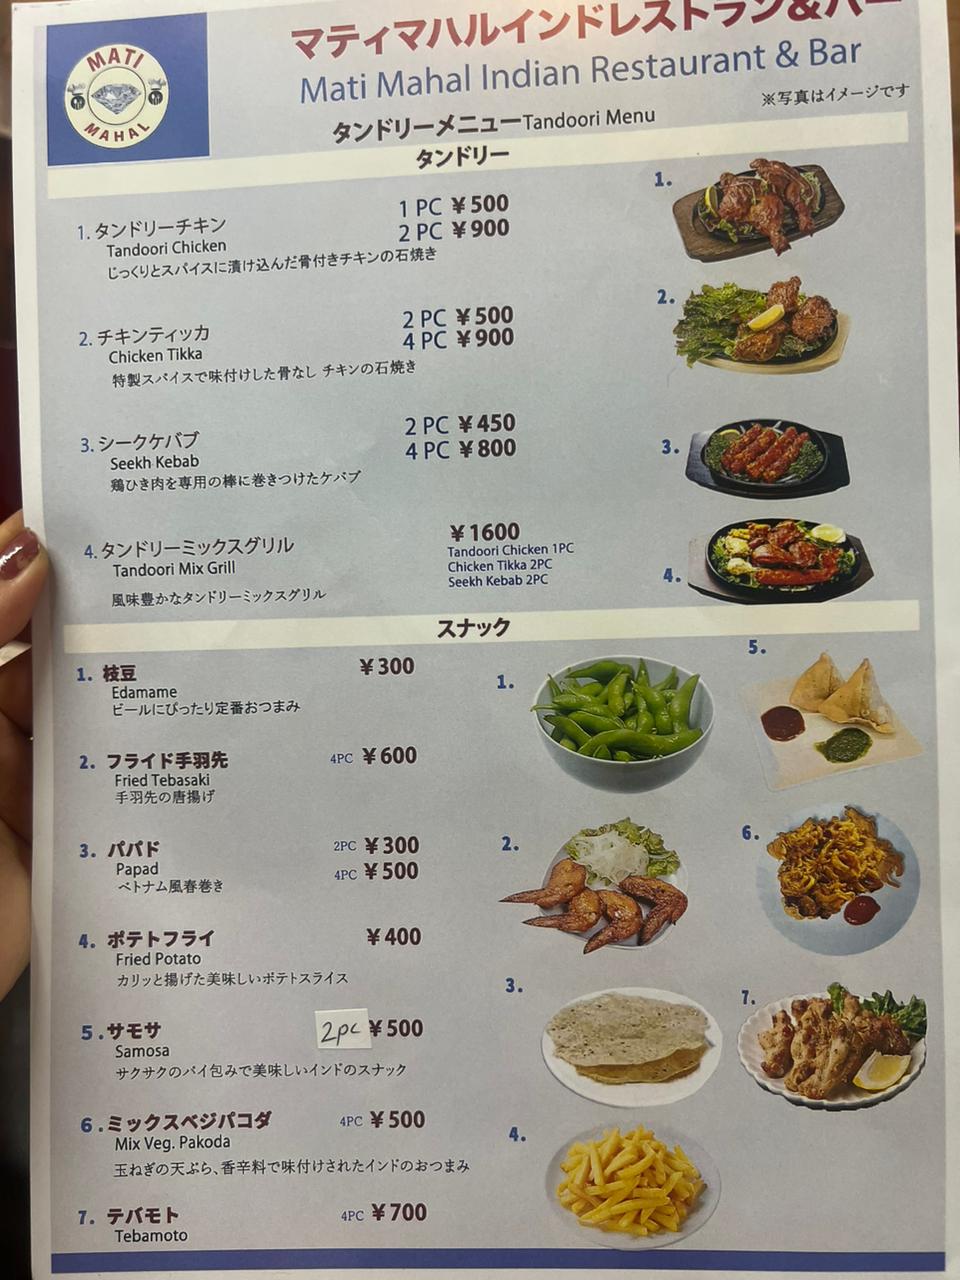 MATI
MAHAL
マティマハルインドレストラン&バー
Mati Mahal Indian Restaurant & Bar
※写真はイメージです
タンドリーメニューTandoori Menu
タンドリー
1. タンドリーチキン
Tandoori Chicken
じっくりとスパイスに漬け込んだ骨付きチキンの石焼き
1 PC ¥500
2 PC ¥900
1.
2. チキンティッカ
Chicken Tikka
特製スパイスで味付けした骨なし チキンの石焼き
2 PC ¥500
4 PC ¥900
2.
3. シークケバブ
Seekh Kebab
鶏ひき肉を専用の棒に巻きつけたケバブ
2 PC ¥450
4 PC ¥800
3.
4. タンドリーミックスグリル
Tandoori Mix Grill
風味豊かなタンドリーミックスグリル
¥1600
Tandoori Chicken 1PC
Chicken Tikka 2PC
Seekh Kebab 2PC
4.
スナック
1. 枝豆 ¥300
Edamame
ビールにぴったり定番おつまみ
2. フライド手羽先 4PC ¥600
Fried Tebasaki
手羽先の唐揚げ
3. パパド 2PC ¥300
Papad 4PC ¥500
ベトナム風春巻き
4. ポテトフライ ¥400
Fried Potato
カリッと揚げた美味しいポテトスライス
5. サモサ 2pc ¥500
Samosa
サクサクのパイ包みで美味しいインドのスナック
6. ミックスベジパコダ 4PC ¥500
Mix Veg. Pakoda
玉ねぎの天ぷら、香辛料で味付けされたインドのおつまみ
7. テバモト 4PC ¥700
Tebamoto
1.
2.
3.
4.
5.
6.
7.